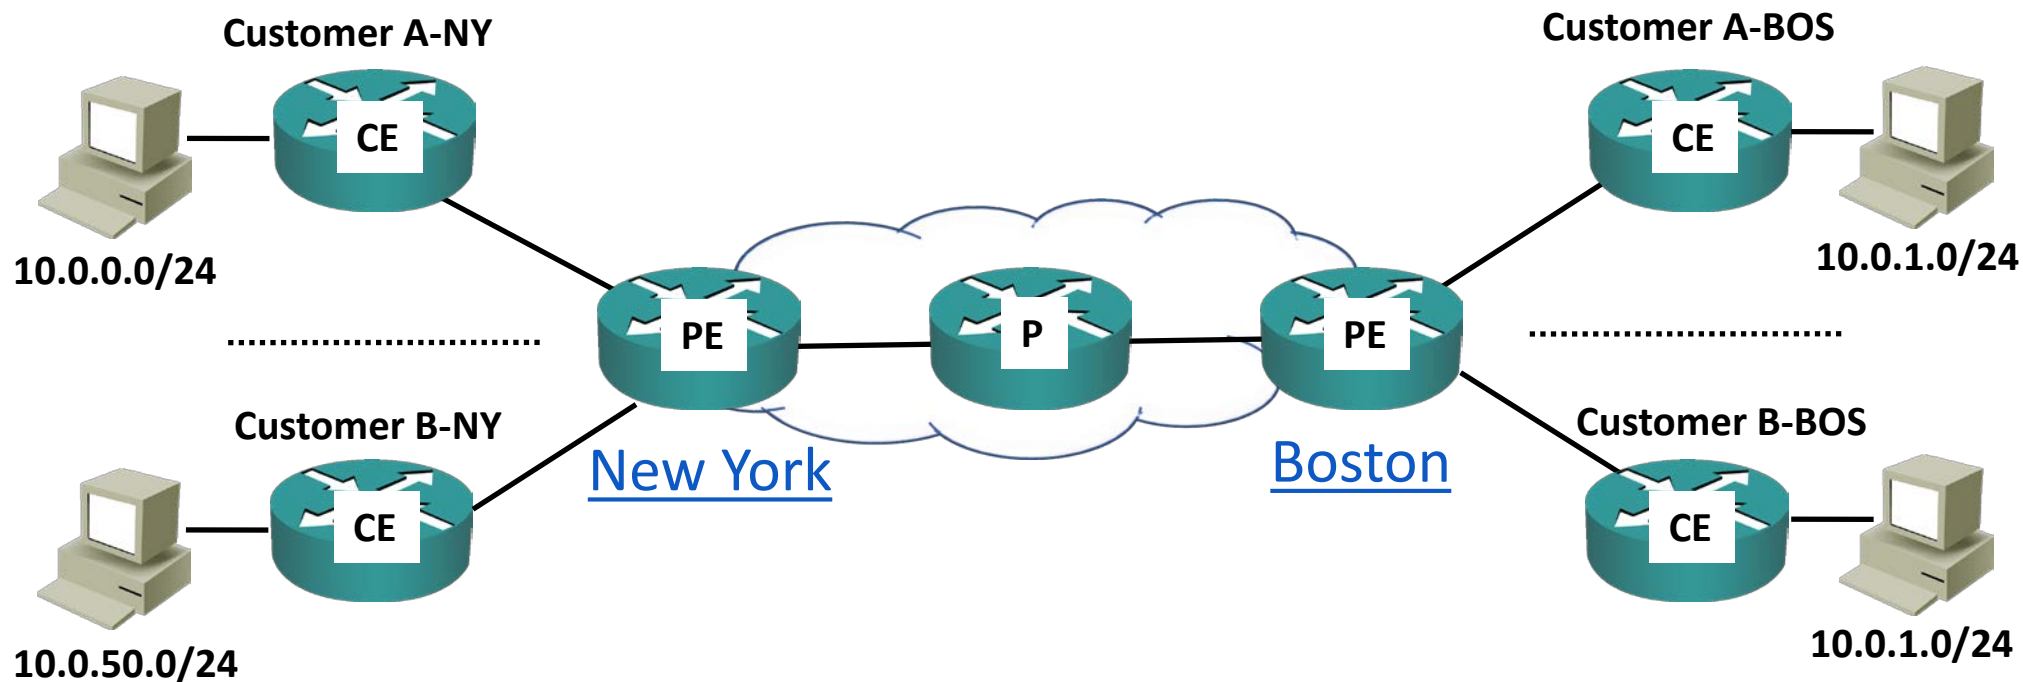 Customer A-NY
Customer A-BOS
CE
CE
10.0.0.0/24
10.0.1.0/24
PE
P
PE
Customer B-NY
Customer B-BOS
New York
Boston
CE
CE
10.0.50.0/24
10.0.1.0/24